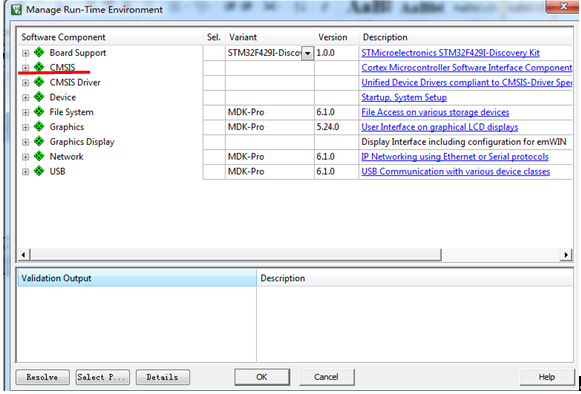 Manage Run-Time Environment
Software Component Sel. Variant Version Description
Board Support STM32F429I-Discov 1.0.0 STMicroelectronics STM32F429I-Discovery Kit
CMSIS Cortex Microcontroller Software Interface Component
CMSIS Driver Unified Device Drivers compliant to CMSIS-Driver Spec
Device Startup, System Setup
File System MDK-Pro 6.1.0 File Access on various storage devices
Graphics MDK-Pro 5.24.0 User Interface on graphical LCD displays
Graphics Display Display Interface including configuration for emWIN
Network MDK-Pro 6.1.0 IP Networking using Ethernet or Serial protocols
USB MDK-Pro 6.1.0 USB Communication with various device classes
Validation Output Description
Resolve Select P... Details OK Cancel Help